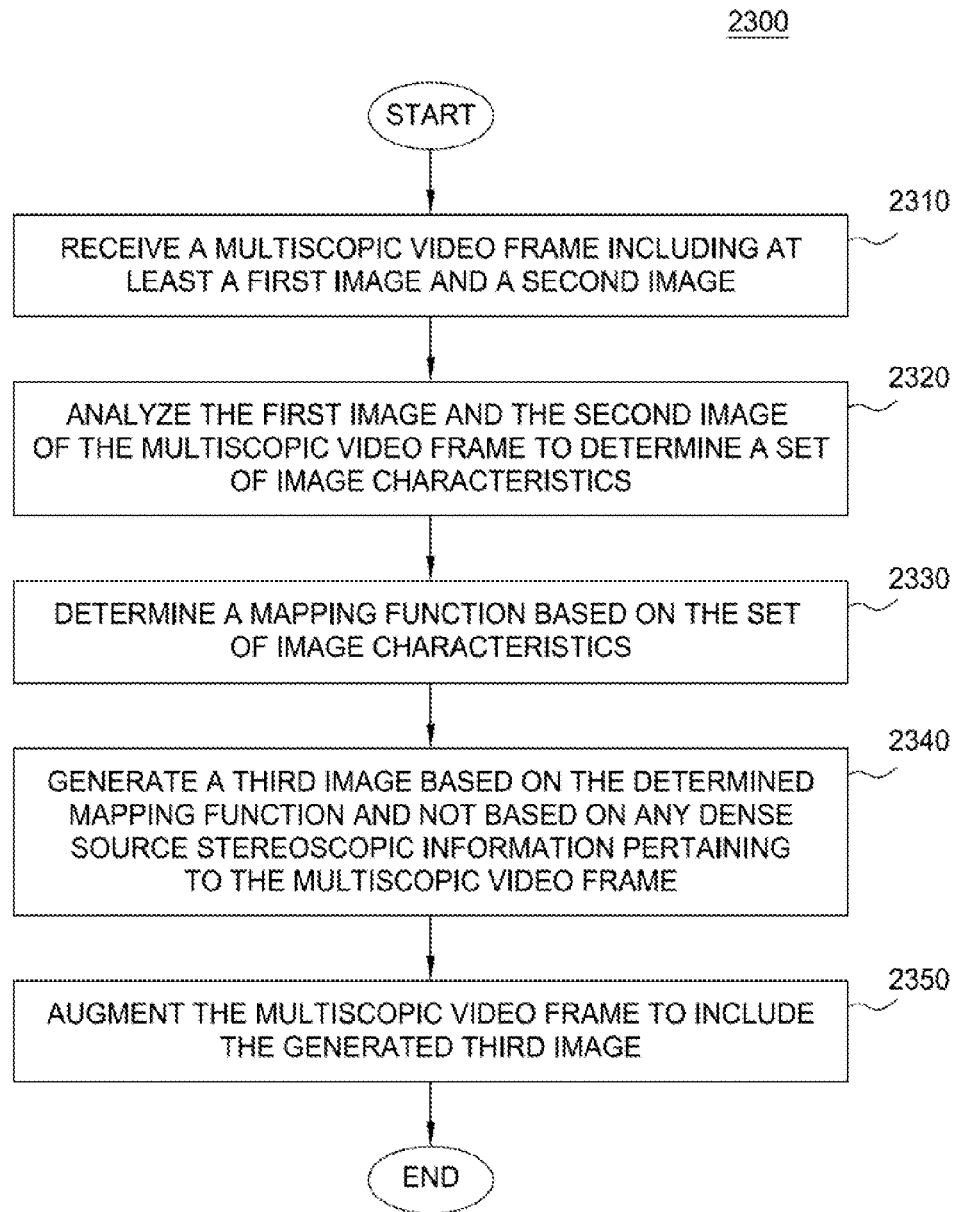 2300
START
2310
RECEIVE A MULTISCOPIC VIDEO FRAME INCLUDING AT
LEAST A FIRST IMAGE AND A SECOND IMAGE
2320
ANALYZE THE FIRST IMAGE AND THE SECOND IMAGE
OF THE MULTISCOPIC VIDEO FRAME TO DETERMINE A SET
OF IMAGE CHARACTERISTICS
2330
DETERMINE A MAPPING FUNCTION BASED ON THE SET
OF IMAGE CHARACTERISTICS
2340
GENERATE A THIRD IMAGE BASED ON THE DETERMINED
MAPPING FUNCTION AND NOT BASED ON ANY DENSE
SOURCE STEREOSCOPIC INFORMATION PERTAINING
TO THE MULTISCOPIC VIDEO FRAME
2350
AUGMENT THE MULTISCOPIC VIDEO FRAME TO INCLUDE
THE GENERATED THIRD IMAGE
END